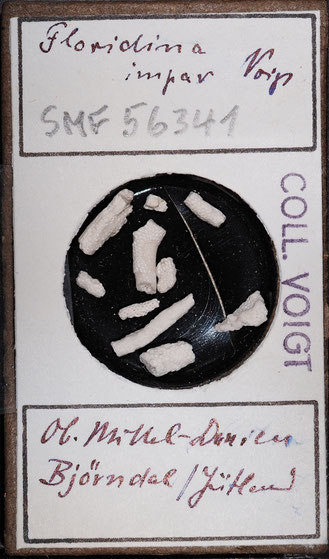 Floridina
impar Voigt
SMF 56341
COLL. VOIGT
Ob. Mittel-Danien
Björndal / Jütland